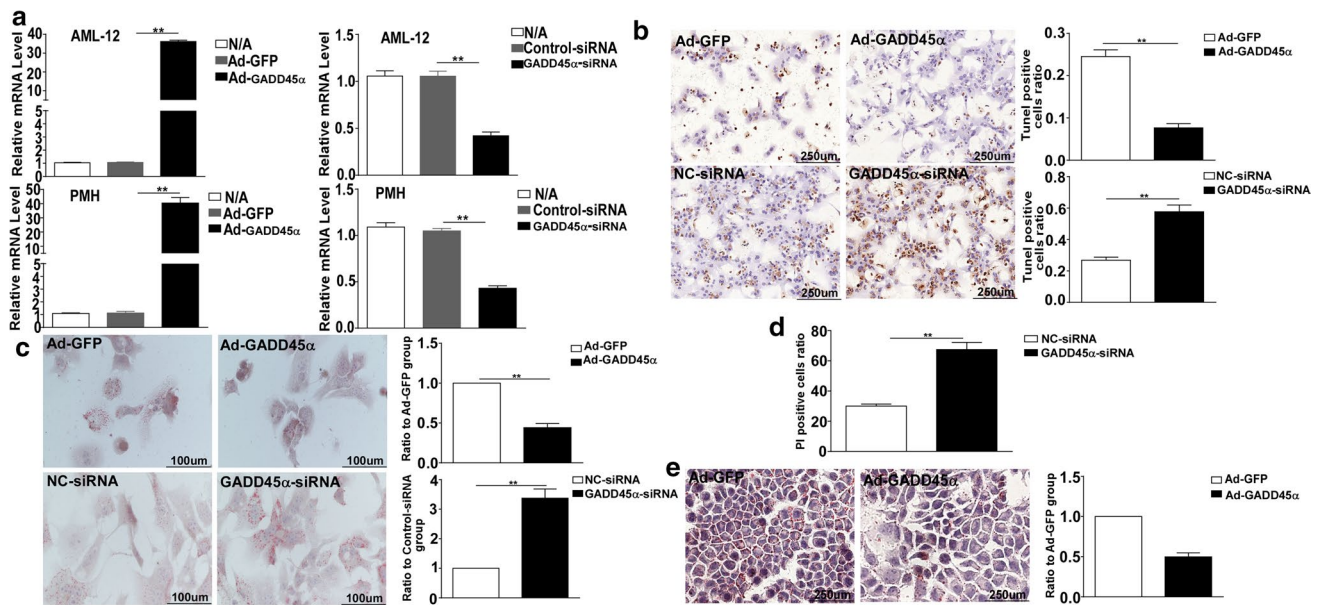 a
AML-12
Relative mRNA Level
40
35
30
25
20
15
10
5
5
4
3
2
1
0
**
N/A
Ad-GFP
Ad-GADD45α
AML-12
Relative mRNA Level
1.5
1.0
0.5
0.0
**
N/A
Control-siRNA
GADD45α-siRNA
PMH
Relative mRNA Level
50
40
30
20
10
5
4
3
2
1
0
**
N/A
Ad-GFP
Ad-GADD45α
PMH
Relative mRNA Level
1.5
1.0
0.5
0.0
**
N/A
Control-siRNA
GADD45α-siRNA
b
Ad-GFP
250um
Ad-GADD45α
250um
Tunel positive
cells ratio
0.3
0.2
0.1
0.0
**
Ad-GFP
Ad-GADD45α
NC-siRNA
250um
GADD45α-siRNA
250um
Tunel positive
cells ratio
0.8
0.6
0.4
0.2
0.0
**
NC-siRNA
GADD45α-siRNA
c
Ad-GFP
100um
Ad-GADD45α
100um
Ratio to Ad-GFP group
1.5
1.0
0.5
0.0
**
Ad-GFP
Ad-GADD45α
NC-siRNA
100um
GADD45α-siRNA
100um
Ratio to Control-siRNA
group
4
3
2
1
0
**
NC-siRNA
GADD45α-siRNA
d
PI positive cells ratio
80
60
40
20
0
**
NC-siRNA
GADD45α-siRNA
e
Ad-GFP
250um
Ad-GADD45α
250um
Ratio to Ad-GFP group
1.5
1.0
0.5
0.0
Ad-GFP
Ad-GADD45α